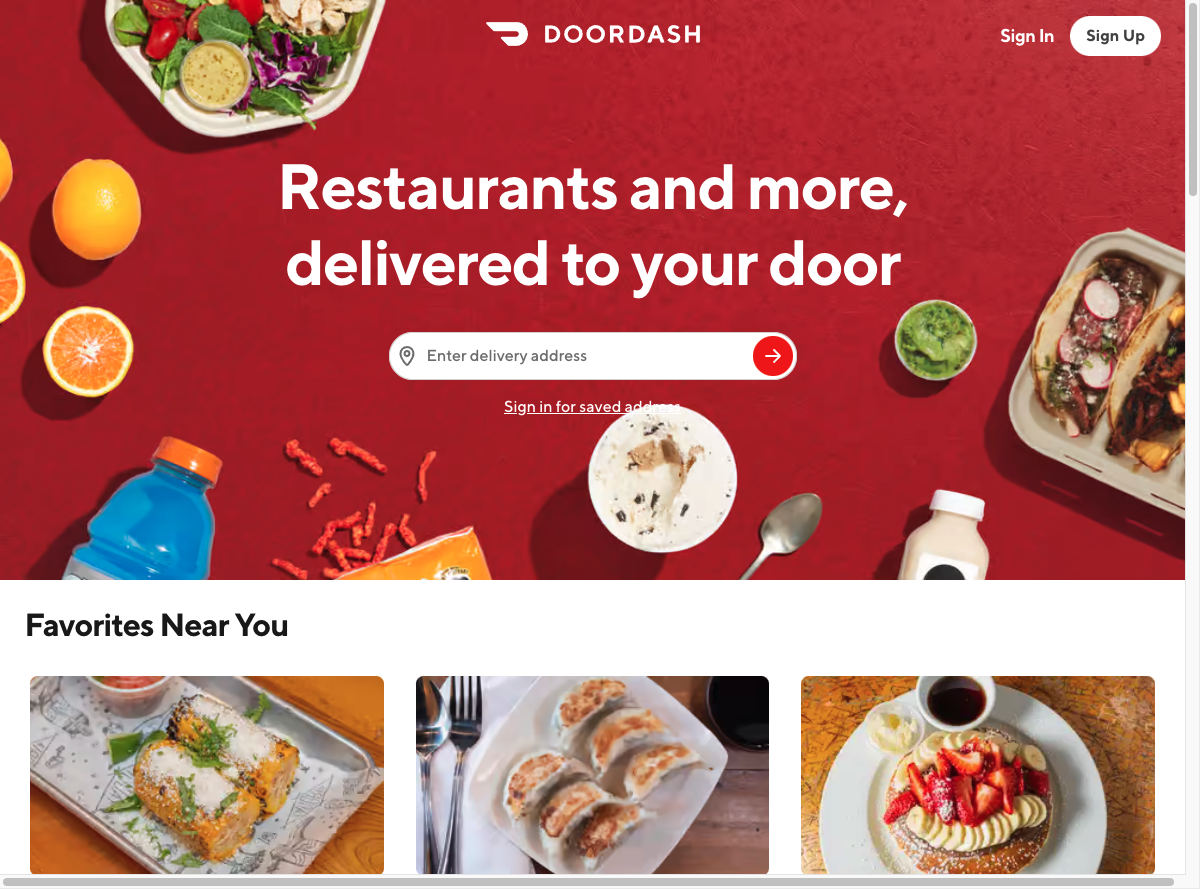 DOORDASH
Sign In
Sign Up
Restaurants and more,
delivered to your door
Enter delivery address
Sign in for saved address
Favorites Near You